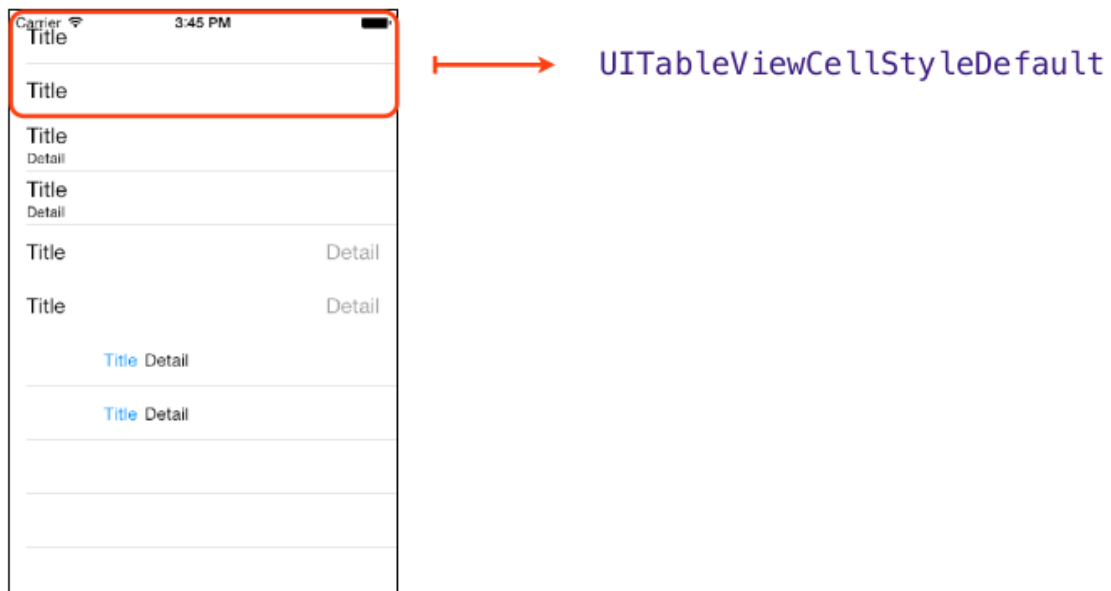 Carrier 3:45 PM
Title
UITableViewCellStyleDefault
Title
Title
Detail
Title
Detail
Title Detail
Title Detail
Title Detail
Title Detail